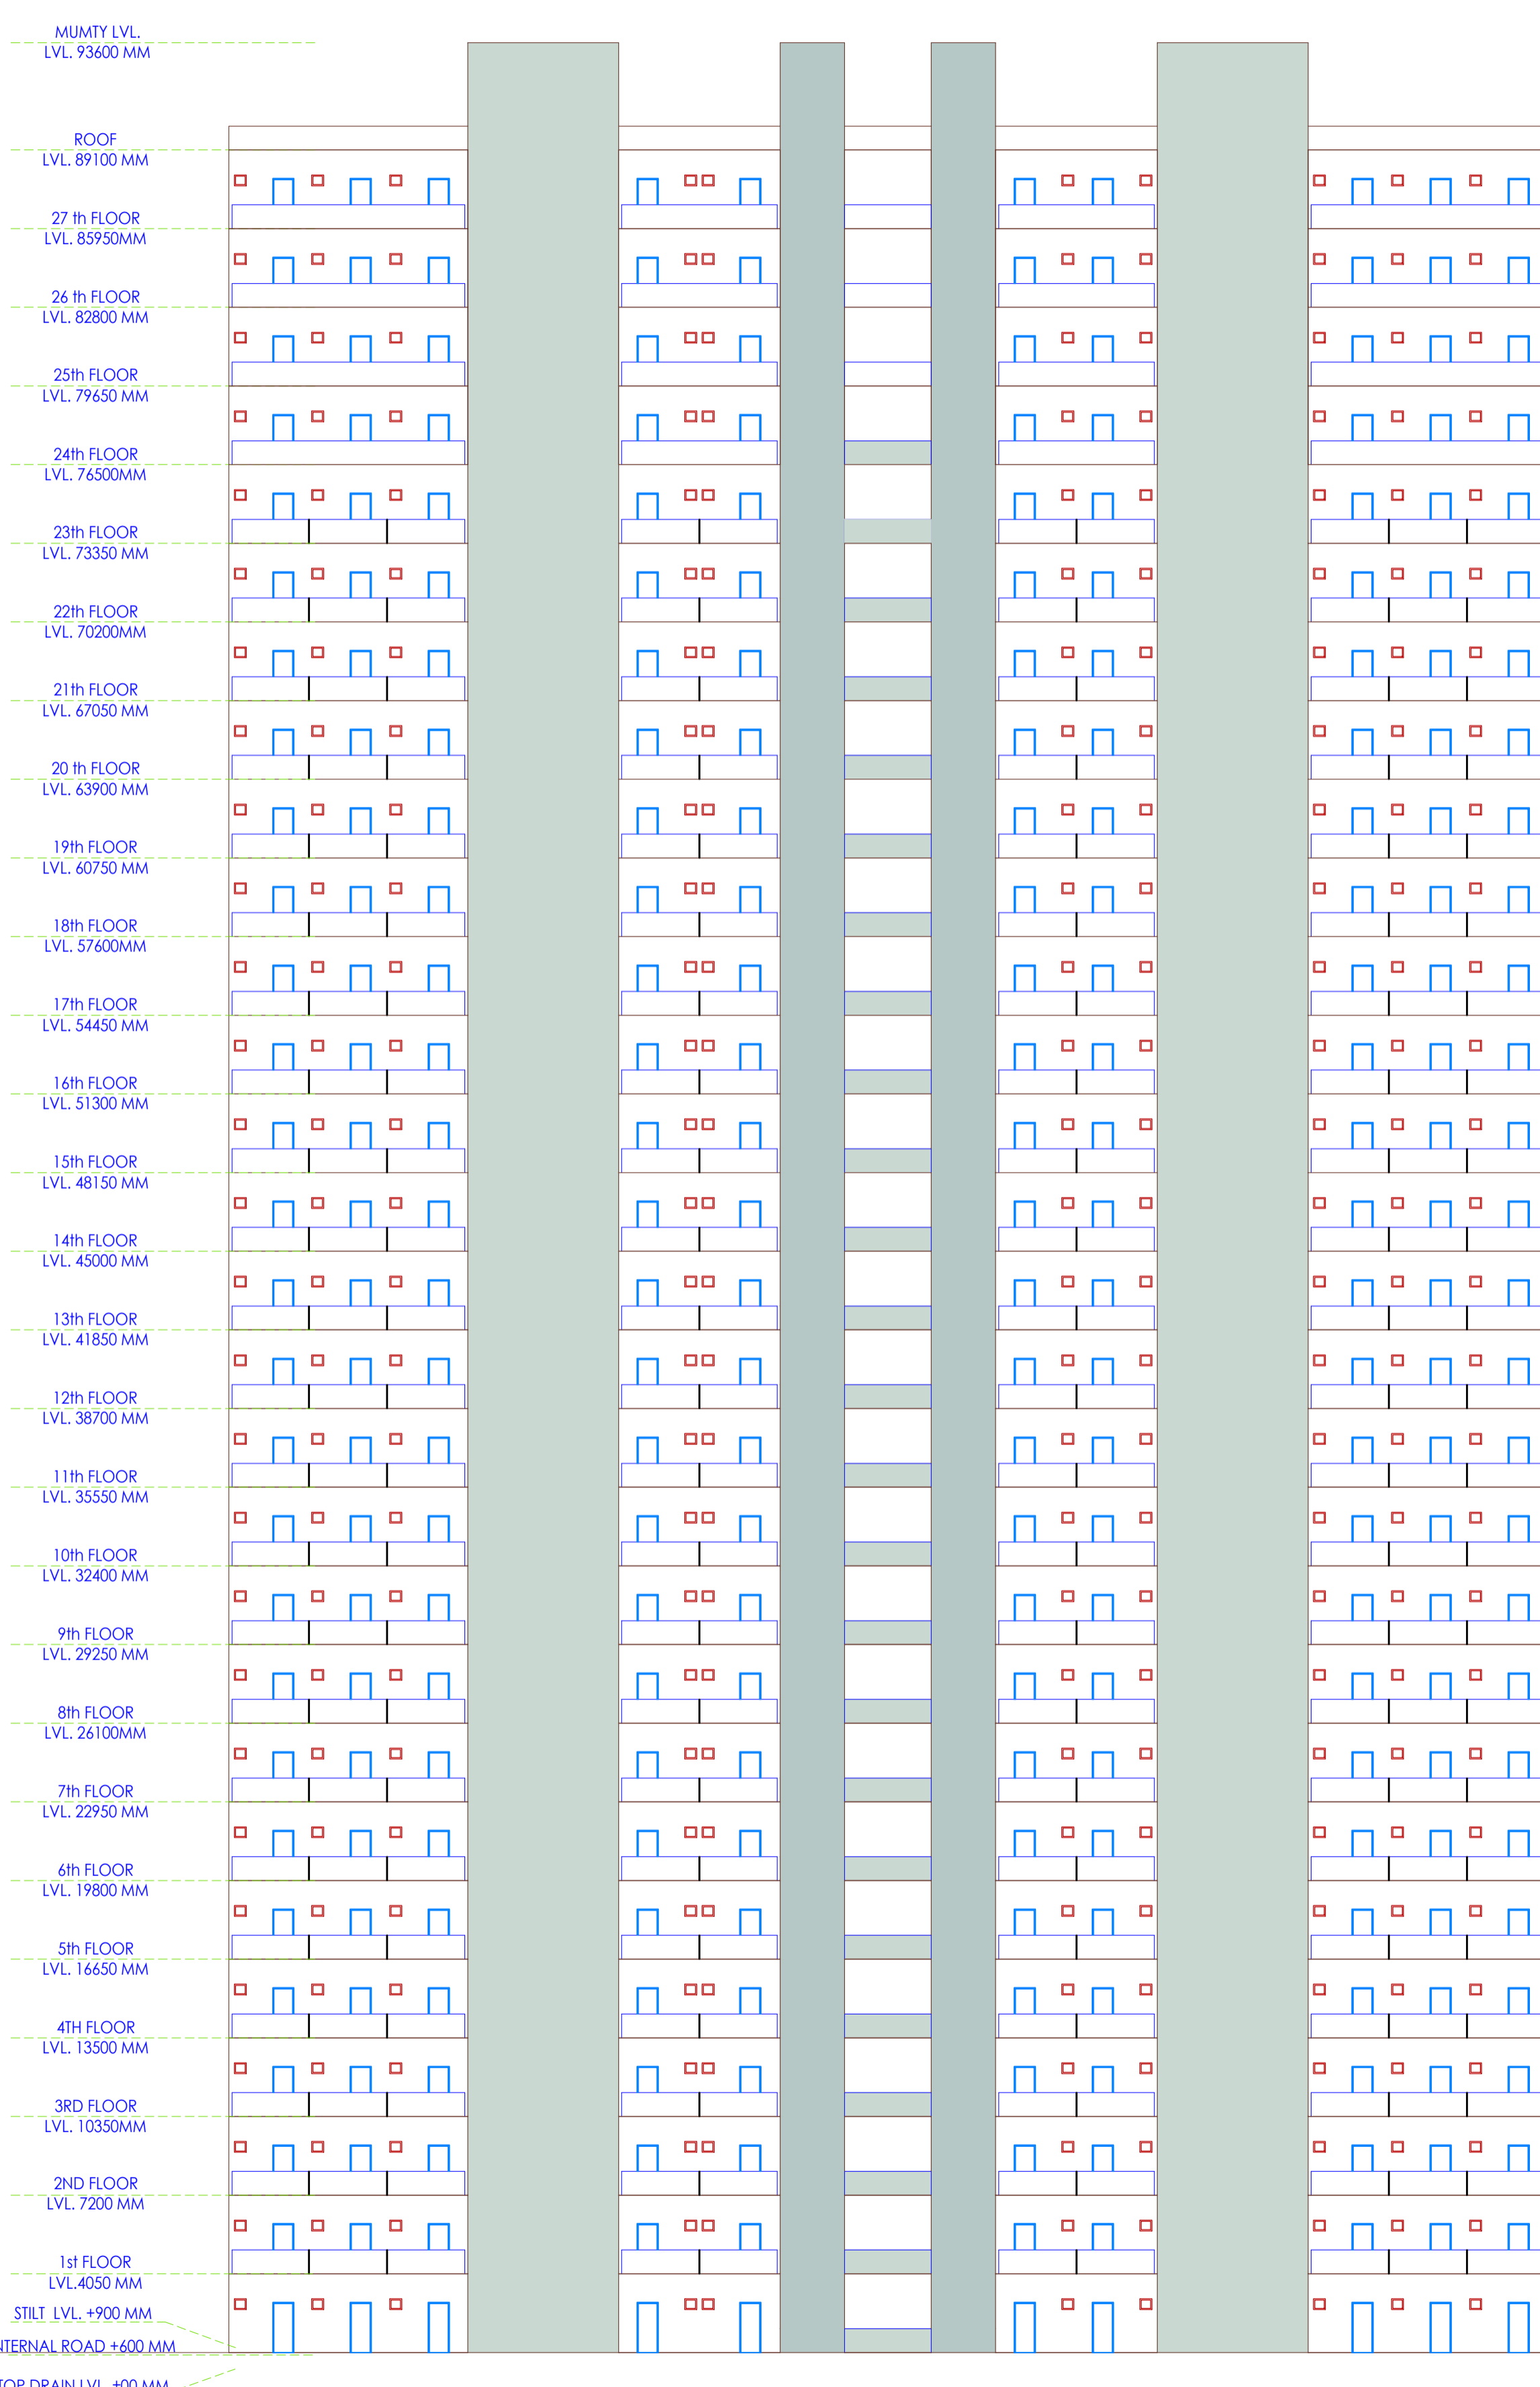 MUMTY LVL.
LVL. 93600 MM
ROOF
LVL. 89100 MM
27 th FLOOR
LVL. 85950MM
26 th FLOOR
LVL. 82800 MM
25th FLOOR
LVL. 79650 MM
24th FLOOR
LVL. 76500MM
23th FLOOR
LVL. 73350 MM
22th FLOOR
LVL. 70200MM
21th FLOOR
LVL. 67050 MM
20 th FLOOR
LVL. 63900 MM
19th FLOOR
LVL. 60750 MM
18th FLOOR
LVL. 57600MM
17th FLOOR
LVL. 54450 MM
16th FLOOR
LVL. 51300 MM
15th FLOOR
LVL. 48150 MM
14th FLOOR
LVL. 45000 MM
13th FLOOR
LVL. 41850 MM
12th FLOOR
LVL. 38700 MM
11th FLOOR
LVL. 35550 MM
10th FLOOR
LVL. 32400 MM
9th FLOOR
LVL. 29250 MM
8th FLOOR
LVL. 26100MM
7th FLOOR
LVL. 22950 MM
6th FLOOR
LVL. 19800 MM
5th FLOOR
LVL. 16650 MM
4TH FLOOR
LVL. 13500 MM
3RD FLOOR
LVL. 10350MM
2ND FLOOR
LVL. 7200 MM
1st FLOOR
LVL.4050 MM
STILT LVL. +900 MM
NTERNAL ROAD +600 MM
TOP DRAIN LVL. +00 MM